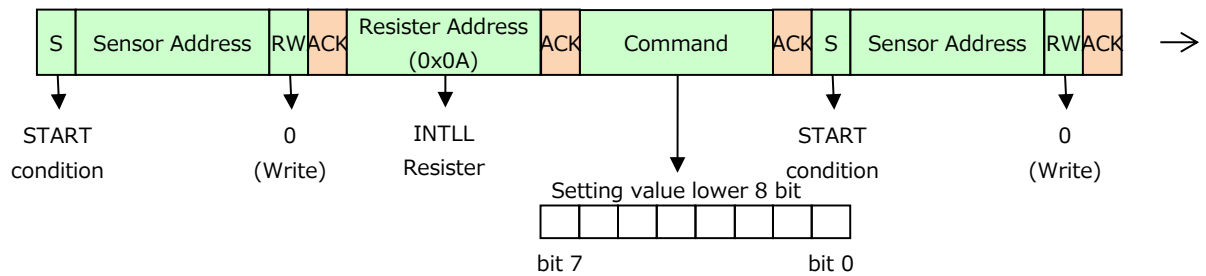 S Sensor Address RW ACK Resister Address ACK Command ACK S Sensor Address RW ACK
(0x0A)
START 0 INTLL START 0
condition (Write) Resister condition (Write)
Setting value lower 8 bit
bit 7 bit 0